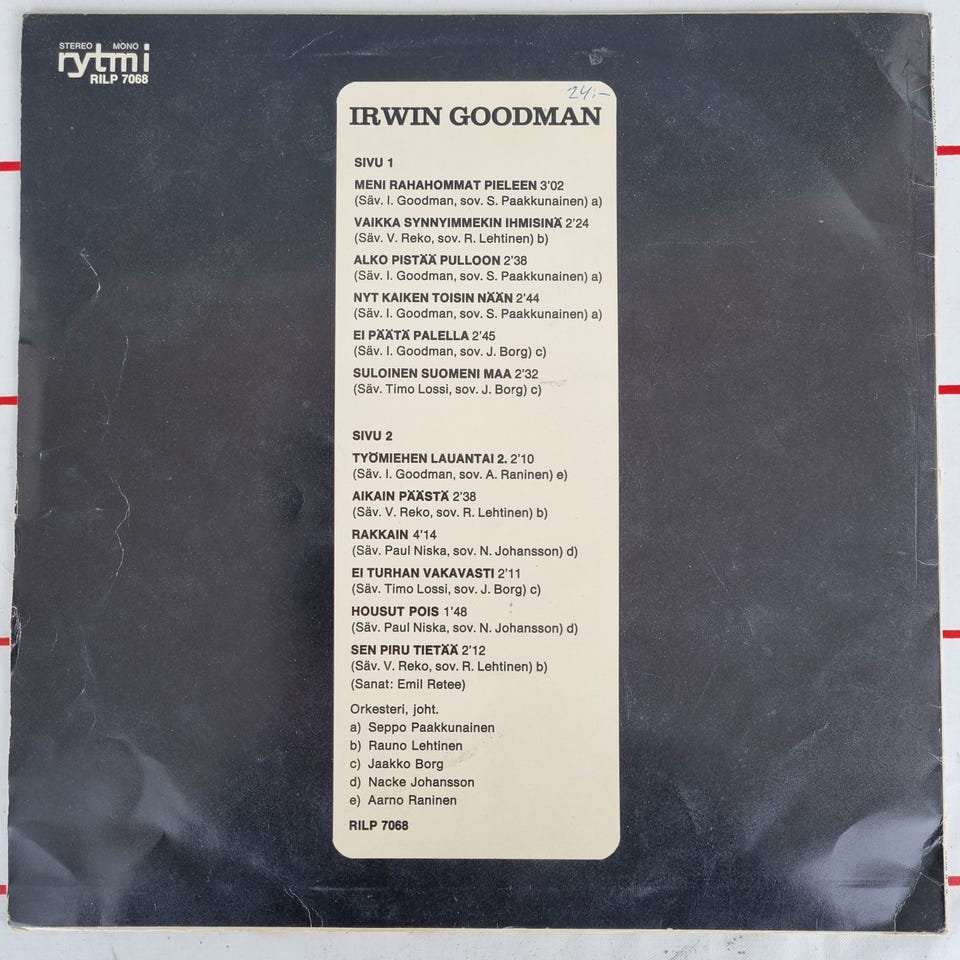 STEREO MONO
rytmi
RILP 7068
24:-
IRWIN GOODMAN
SIVU 1
MENI RAHAHOMMAT PIELEEN 3'02
(Säv. I. Goodman, sov. S. Paakkunainen) a)
VAIKKA SYNNYIMMEKIN IHMISINÄ 2'24
(Säv. V. Reko, sov. R. Lehtinen) b)
ALKO PISTÄÄ PULLOON 2'38
(Säv. I. Goodman, sov. S. Paakkunainen) a)
NYT KAIKEN TOISIN NÄÄN 2'44
(Säv. I. Goodman, sov. S. Paakkunainen) a)
EI PÄÄTÄ PALELLA 2'45
(Säv. I. Goodman, sov. J. Borg) c)
SULOINEN SUOMENI MAA 2'32
(Säv. Timo Lossi, sov. J. Borg) c)
SIVU 2
TYÖMIEHEN LAUANTAI 2. 2'10
(Säv. I. Goodman, sov. A. Raninen) e)
AIKAIN PÄÄSTÄ 2'38
(Säv. V. Reko, sov. R. Lehtinen) b)
RAKKAIN 4'14
(Säv. Paul Niska, sov. N. Johansson) d)
EI TURHAN VAKAVASTI 2'11
(Säv. Timo Lossi, sov. J. Borg) c)
HOUSUT POIS 1'48
(Säv. Paul Niska, sov. N. Johansson) d)
SEN PIRU TIETÄÄ 2'12
(Säv. V. Reko, sov. R. Lehtinen) b)
(Sanat: Emil Retee)
Orkesteri, joht.
a) Seppo Paakkunainen
b) Rauno Lehtinen
c) Jaakko Borg
d) Nacke Johansson
e) Aarno Raninen
RILP 7068